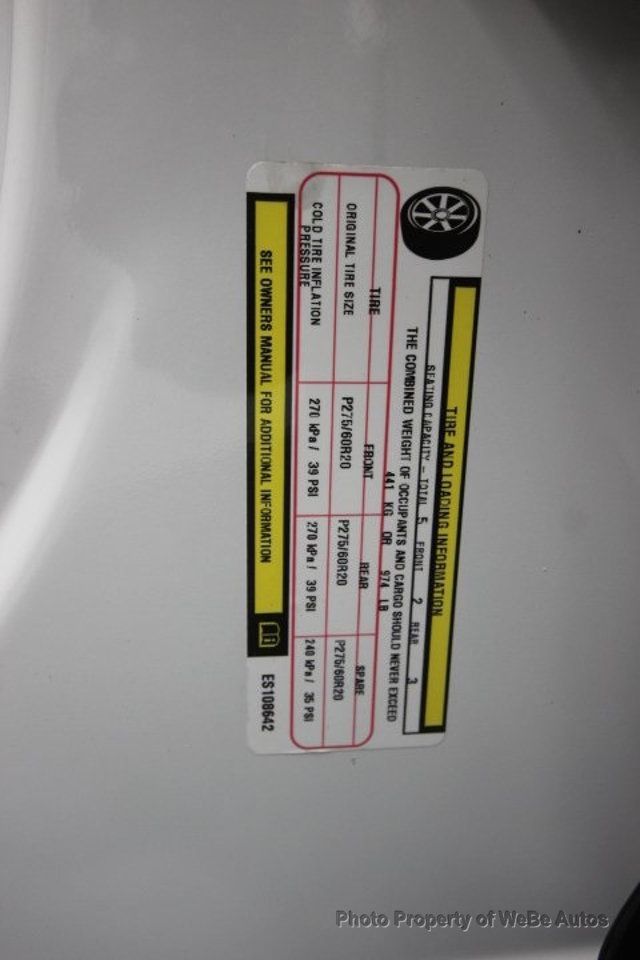 TIRE AND LOADING INFORMATION
SEATING CAPACITY - TOTAL 5 FRONT 2 REAR 3
THE COMBINED WEIGHT OF OCCUPANTS AND CARGO SHOULD NEVER EXCEED
441 KG OR 974 LB
TIRE FRONT REAR SPARE
ORIGINAL TIRE SIZE P275/60R20 P275/60R20 P275/60R20
COLD TIRE INFLATION 270 kPa/ 39 PSI 270 kPa/ 39 PSI 240 kPa/ 35 PSI
PRESSURE
SEE OWNERS MANUAL FOR ADDITIONAL INFORMATION
ES108642
Photo Property of WeBe Autos